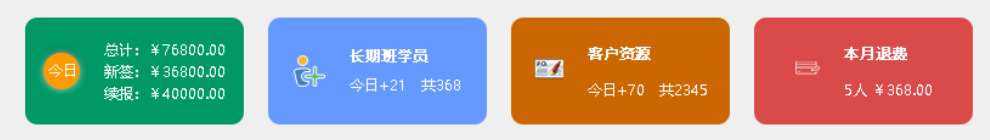 今日
总计：￥76800.00
新签：￥36800.00
续报：￥40000.00
长期班学员
今日+21 共368
客户资源
今日+70 共2345
本月退费
5人 ￥368.00